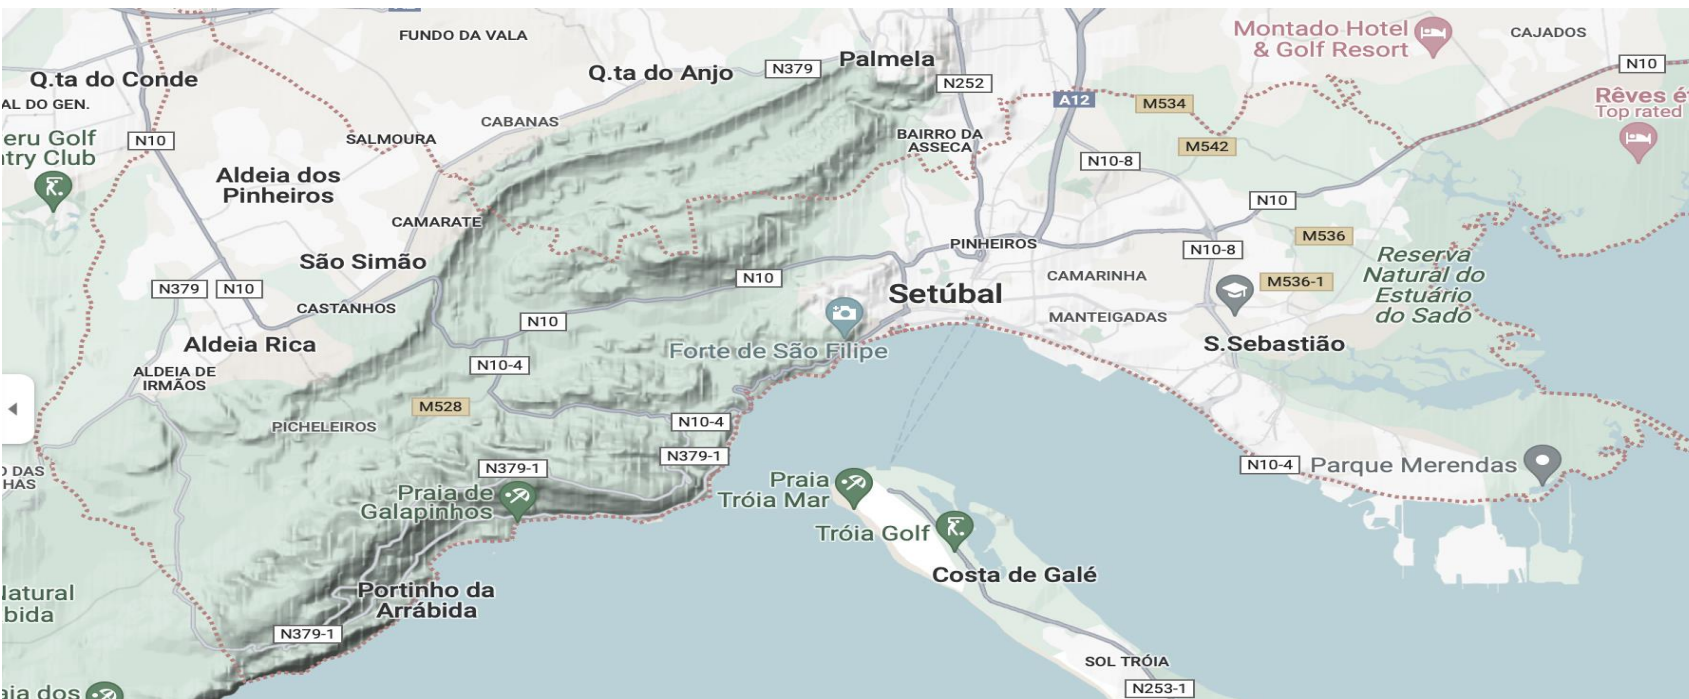 FUNDO DA VALA
Montado Hotel
& Golf Resort
CAJADOS
Palmela
Q.ta do Conde
Q.ta do Anjo
N379
N252
N10
AL DO GEN.
A12
M534
Rêves
Top rated
CABANAS
eru Golf
ntry Club
N10
SALMOURA
BAIRRO DA
ASSECA
M542
N10-8
Aldeia dos
Pinheiros
CAMARATE
N10
M536
PINHEIROS
N10-8
São Simão
N10
CAMARINHA
Reserva
Natural do
Estuário
do Sado
M536-1
N379
N10
Setúbal
CASTANHOS
N10
MANTEIGADAS
Aldeia Rica
Forte de São Filipe
S.Sebastião
ALDEIA DE
IRMÃOS
N10-4
M528
PICHELEIROS
N10-4
N379-1
N379-1
N10-4
Parque Merendas
DAS
HAS
Praia de
Galapinhos
Praia
Tróia Mar
Tróia Golf
Costa de Galé
Natural
bida
Portinho da
Arrábida
N379-1
SOL TRÓIA
N253-1
aia dos